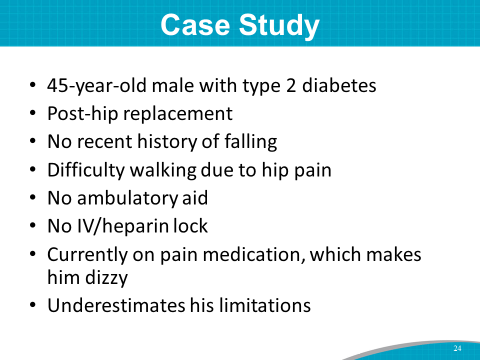 Case Study
• 45-year-old male with type 2 diabetes
• Post-hip replacement
• No recent history of falling
• Difficulty walking due to hip pain
• No ambulatory aid
• No IV/heparin lock
• Currently on pain medication, which makes
him dizzy
• Underestimates his limitations
24